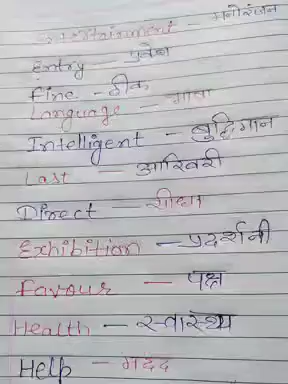 Entertainment - मनोरंजन
Entry - प्रवेश
Fine - ठीक
Language - भाषा
Intelligent - बुद्धिमान
Last - आखिरी
Direct - सीधा
Exhibition - प्रदर्शनी
Favour - पक्ष
Health - स्वास्थ्य
Help - मदद